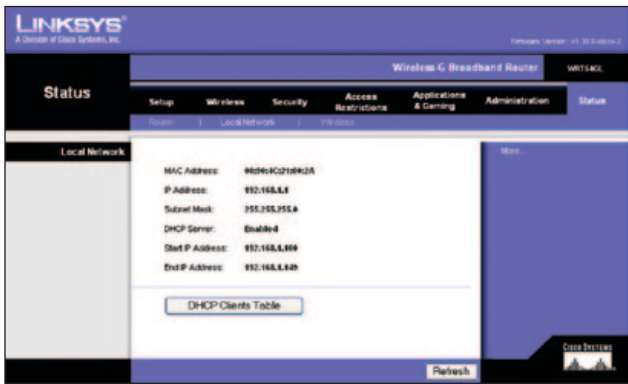 LINKSYS®
A Division of Cisco Systems, Inc.
Firmware Version:
Wireless-G Broadband Router WRT54GL
Status
Setup Wireless Security Access Restrictions Applications & Gaming Administration Status
Router | Local Network | Wireless
Local Network
More...
MAC Address:
IP Address: 192.168.1.1
Subnet Mask: 255.255.255.0
DHCP Server: Enabled
Start IP Address: 192.168.1.100
End IP Address: 192.168.1.149
DHCP Clients Table
Refresh
CISCO SYSTEMS